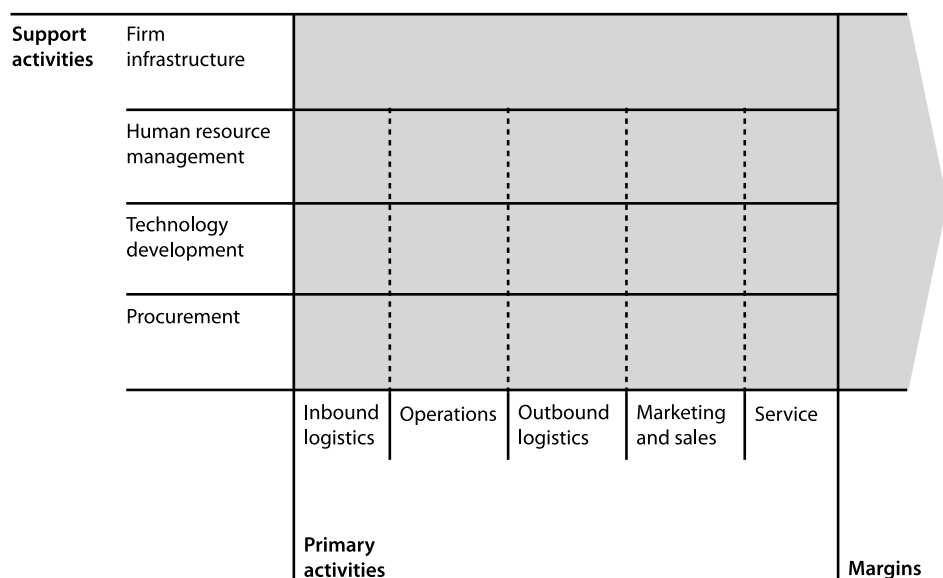 Support
activities
Firm
infrastructure
Human resource
management
Technology
development
Procurement
Inbound
logistics
Operations
Outbound
logistics
Marketing
and sales
Service
Primary
activities
Margins